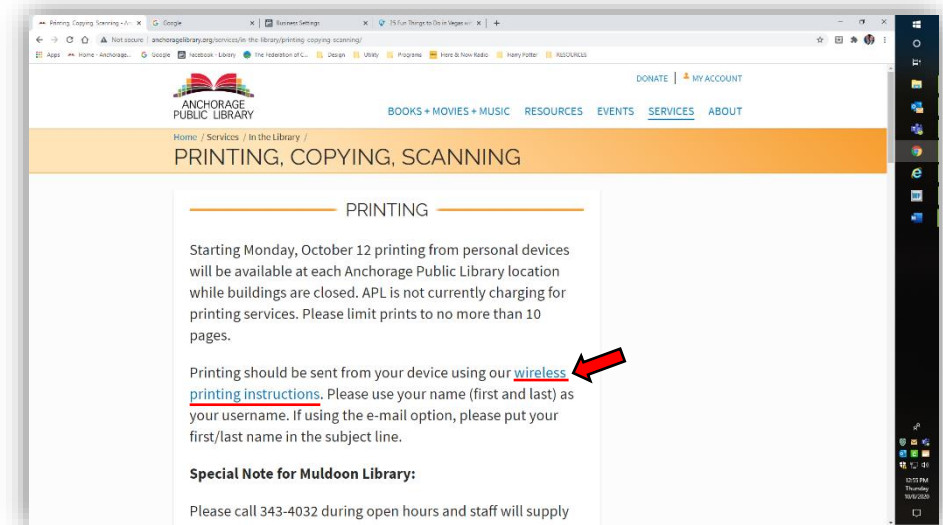 Printing, Copying, Scanning • An
Google
Business Settings
25 Fun Things to Do in Vegas wi
Not secure | anchoragelibrary.org/services/in-the-library/printing-copying-scanning/
Apps Home - Anchorage... Google Facebook - Library The Federation of C... Design Utility Programs Here & Now Radio Harry Potter RESOURCES
DONATE MY ACCOUNT
ANCHORAGE
PUBLIC LIBRARY
BOOKS + MOVIES + MUSIC RESOURCES EVENTS SERVICES ABOUT
Home / Services / In the Library /
PRINTING, COPYING, SCANNING
PRINTING
Starting Monday, October 12 printing from personal devices
will be available at each Anchorage Public Library location
while buildings are closed. APL is not currently charging for
printing services. Please limit prints to no more than 10
pages.
Printing should be sent from your device using our wireless
printing instructions. Please use your name (first and last) as
your username. If using the e-mail option, please put your
first/last name in the subject line.
Special Note for Muldoon Library:
Please call 343-4032 during open hours and staff will supply
12:55 PM
Thursday
10/8/2020